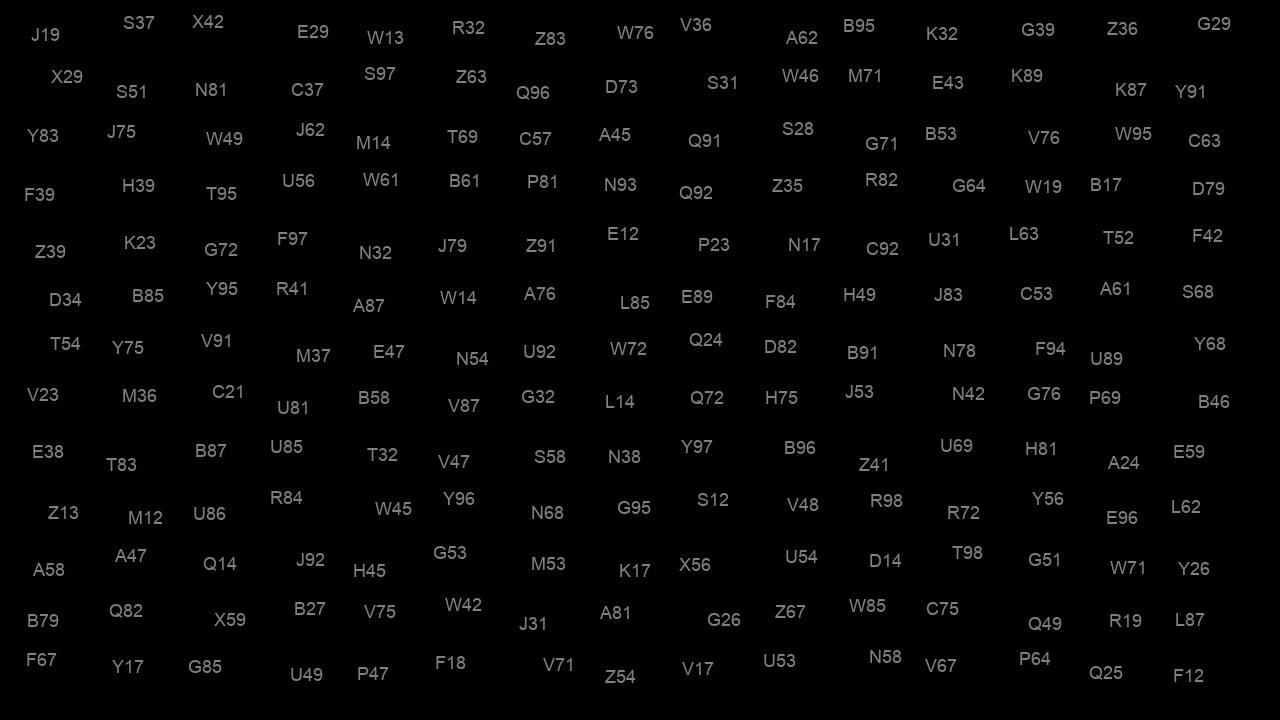 J19 S37 X42 E29 W13 R32 Z83 W76 V36 A62 B95 K32 G39 Z36 G29
X29 S51 N81 C37 S97 Z63 Q96 D73 S31 W46 M71 E43 K89 K87 Y91
Y83 J75 W49 J62 M14 T69 C57 A45 Q91 S28 G71 B53 V76 W95 C63
F39 H39 T95 U56 W61 B61 P81 N93 Q92 Z35 R82 G64 W19 B17 D79
Z39 K23 G72 F97 N32 J79 Z91 E12 P23 N17 C92 U31 L63 T52 F42
D34 B85 Y95 R41 A87 W14 A76 L85 E89 F84 H49 J83 C53 A61 S68
T54 Y75 V91 M37 E47 N54 U92 W72 Q24 D82 B91 N78 F94 U89 Y68
V23 M36 C21 U81 B58 V87 G32 L14 Q72 H75 J53 N42 G76 P69 B46
E38 T83 B87 U85 T32 V47 S58 N38 Y97 B96 Z41 U69 H81 A24 E59
Z13 M12 U86 R84 W45 Y96 N68 G95 S12 V48 R98 R72 Y56 E96 L62
A58 A47 Q14 J92 H45 G53 M53 K17 X56 U54 D14 T98 G51 W71 Y26
B79 Q82 X59 B27 V75 W42 J31 A81 G26 Z67 W85 C75 Q49 R19 L87
F67 Y17 G85 U49 P47 F18 V71 Z54 V17 U53 N58 V67 P64 Q25 F12